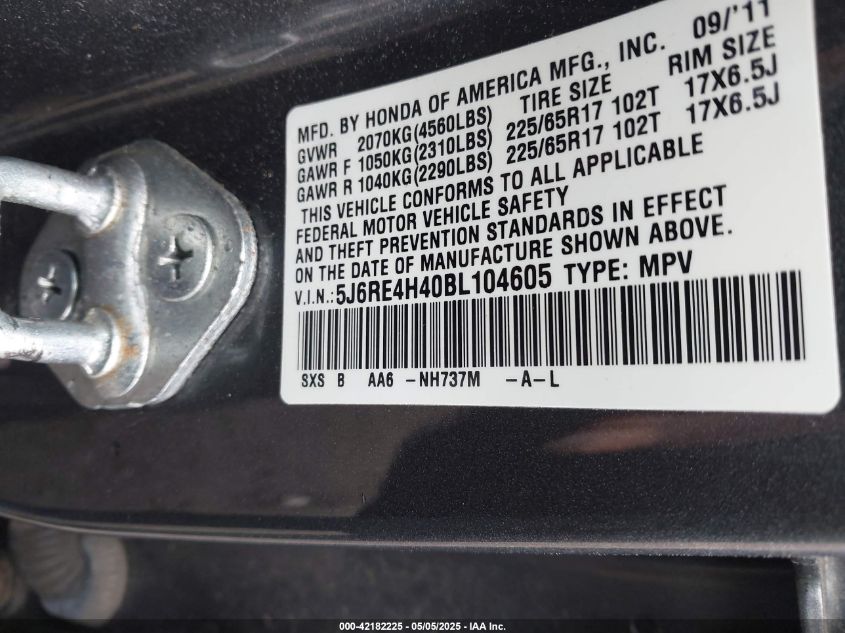 MFD. BY HONDA OF AMERICA MFG., INC. 09/'11
GVWR 2070KG(4560LBS) TIRE SIZE RIM SIZE
GAWR F 1050KG(2310LBS) 225/65R17 102T 17X6.5J
GAWR R 1040KG(2290LBS) 225/65R17 102T 17X6.5J
THIS VEHICLE CONFORMS TO ALL APPLICABLE
FEDERAL MOTOR VEHICLE SAFETY
AND THEFT PREVENTION STANDARDS IN EFFECT
ON THE DATE OF MANUFACTURE SHOWN ABOVE.
V.I.N.: 5J6RE4H40BL104605 TYPE: MPV
SXS B AA6 -NH737M -A-L
000-42182225 - 05/05/2025 - IAA Inc.